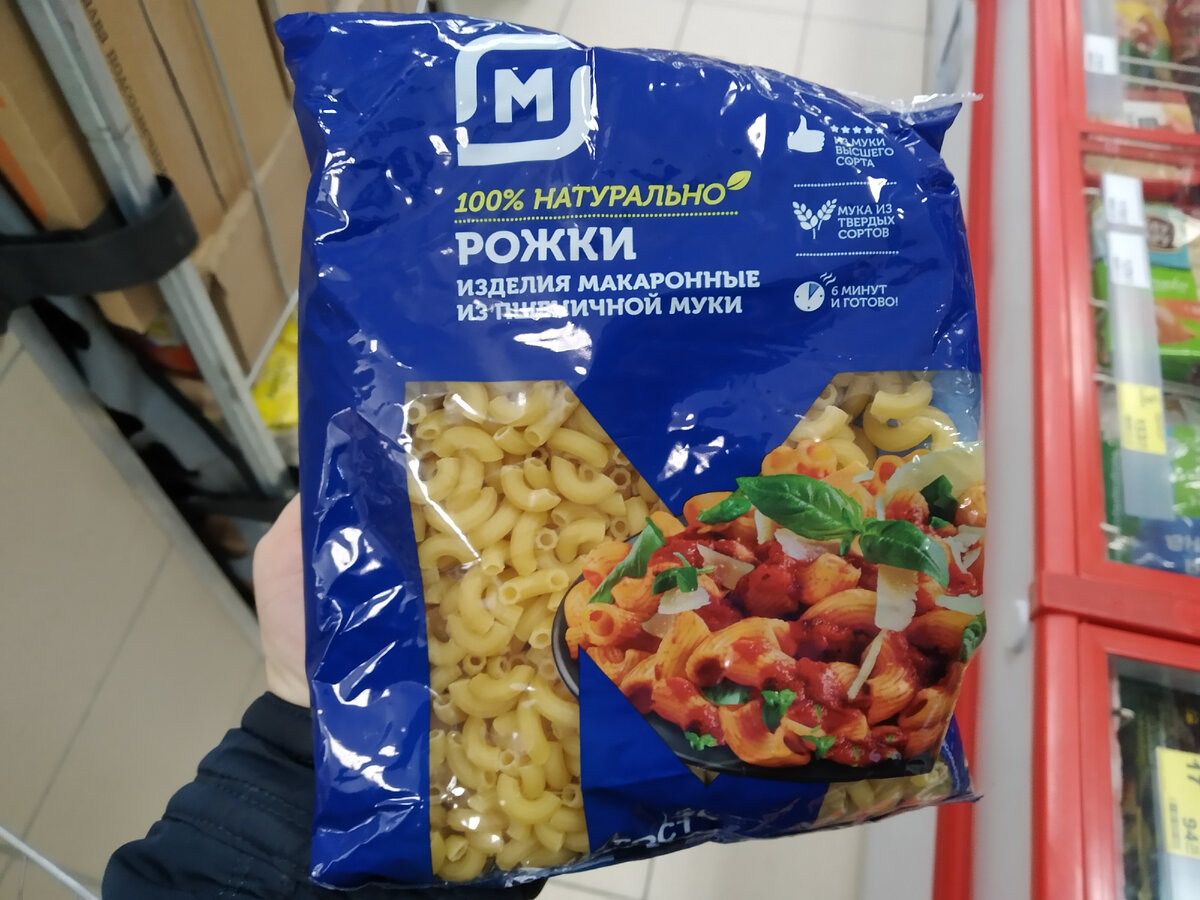 М
100% НАТУРАЛЬНО
РОЖКИ
ИЗДЕЛИЯ МАКАРОННЫЕ
ИЗ ПШЕНИЧНОЙ МУКИ
ИЗ МУКИ
ВЫСШЕГО
СОРТА
МУКА ИЗ
ТВЕРДЫХ
СОРТОВ
6 МИНУТ
И ГОТОВО!